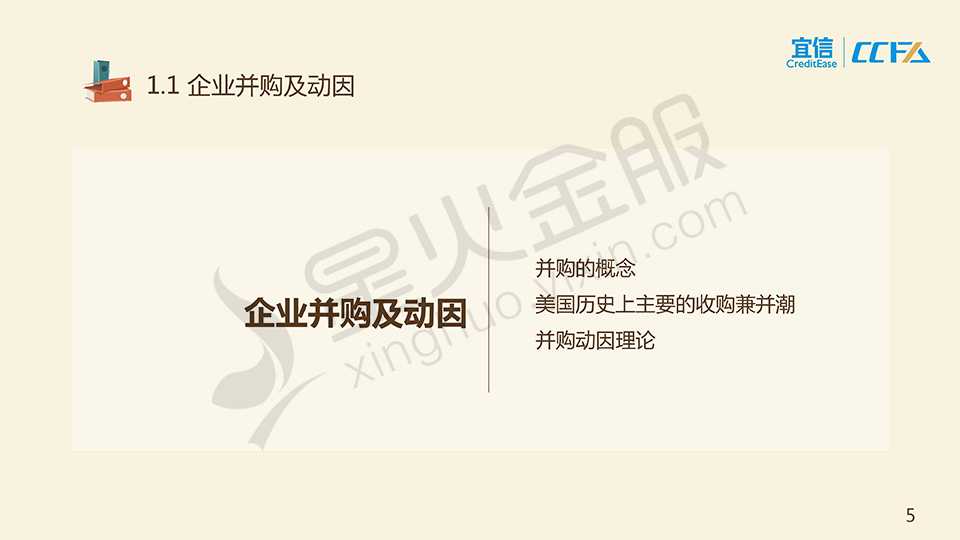 宜信
CreditEase
CCFA
1.1 企业并购及动因
星火金服
xinghuo.yixin.com
企业并购及动因
并购的概念
美国历史上主要的收购兼并潮
并购动因理论
5